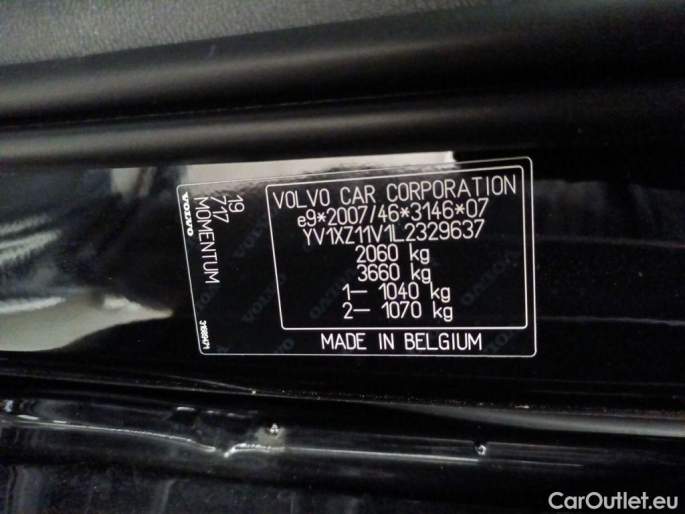 VOLVO CAR CORPORATION
e9*2007/46*3146*07
YV1XZ11V1L2329637
2060 kg
3660 kg
1– 1040 kg
2– 1070 kg
MADE IN BELGIUM
19
717
MOMENTUM
VOLVO
CarOutlet.eu